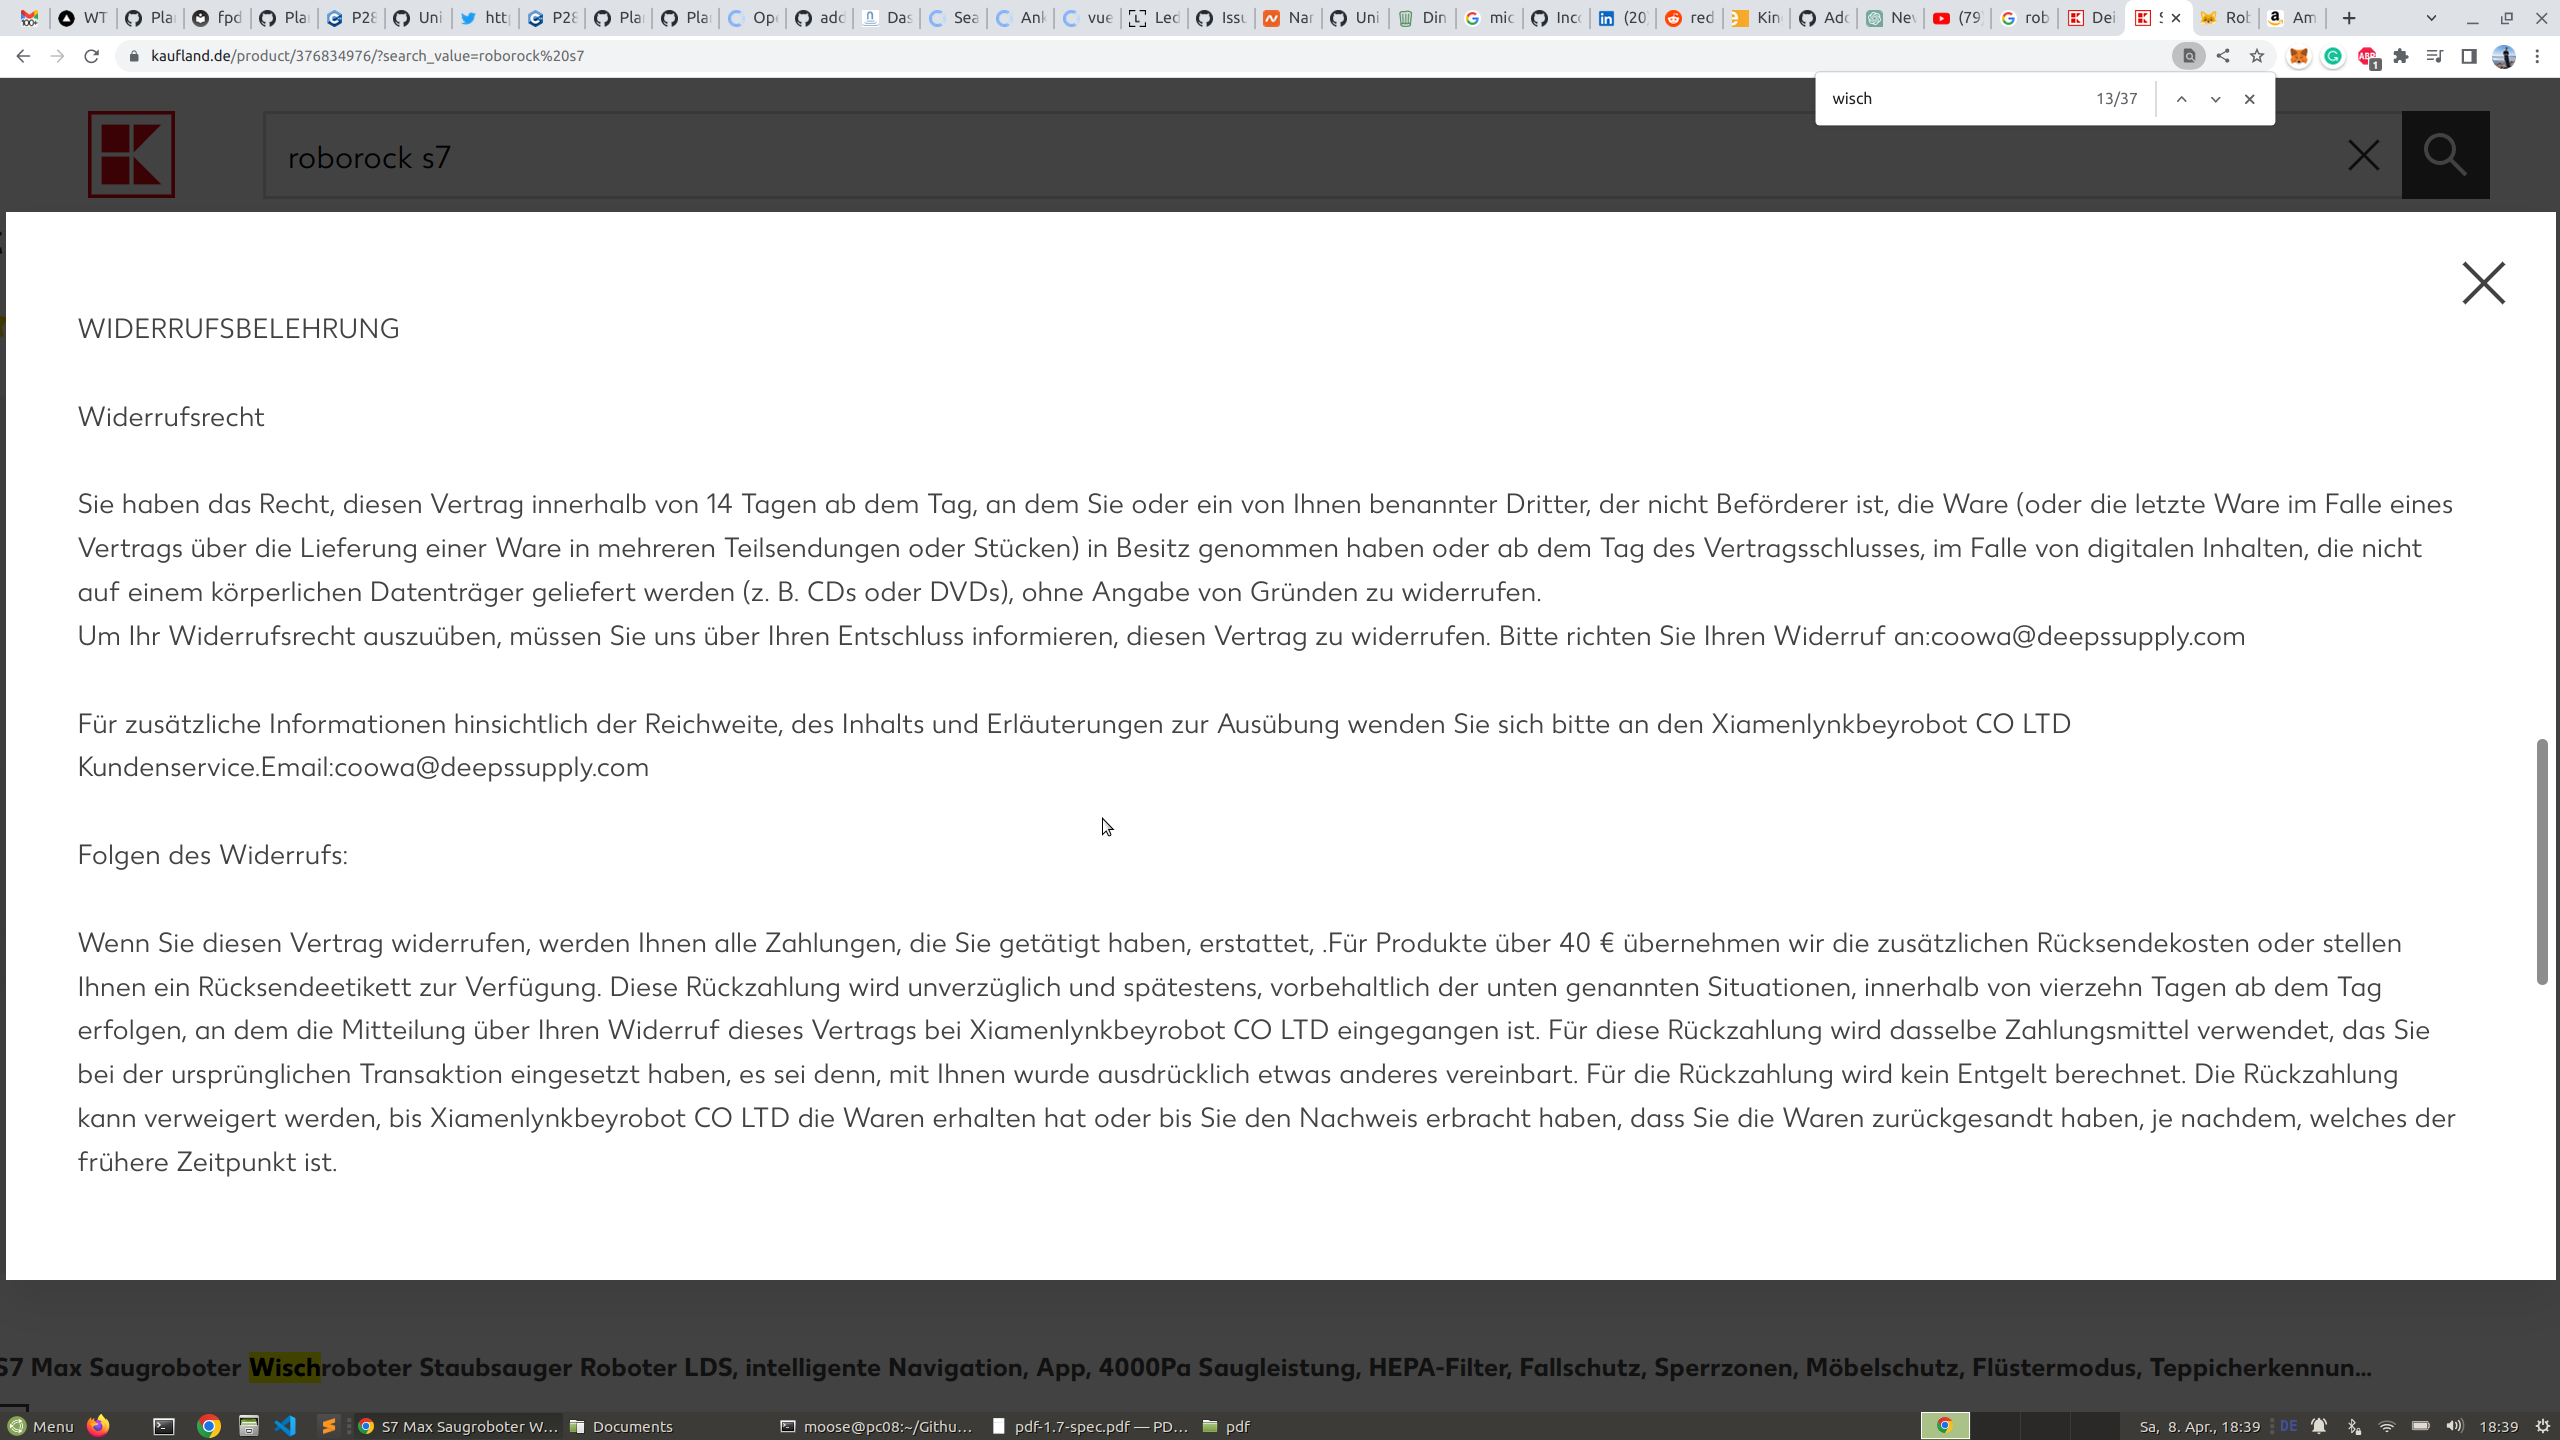 WT Pla fpd Pla P28 Uni http P28 Pla Pla Ope add Das Sea Ank vue Led Issu Nar Uni Din mic Inco (20) red Kin Add Nev (79) rob Dei S Rob Am
kaufland.de/product/376834976/?search_value=roborock%20s7
wisch 13/37
roborock s7
WIDERRUFSBELEHRUNG
Widerrufsrecht
Sie haben das Recht, diesen Vertrag innerhalb von 14 Tagen ab dem Tag, an dem Sie oder ein von Ihnen benannter Dritter, der nicht Beförderer ist, die Ware (oder die letzte Ware im Falle eines
Vertrags über die Lieferung einer Ware in mehreren Teilsendungen oder Stücken) in Besitz genommen haben oder ab dem Tag des Vertragsschlusses, im Falle von digitalen Inhalten, die nicht
auf einem körperlichen Datenträger geliefert werden (z. B. CDs oder DVDs), ohne Angabe von Gründen zu widerrufen.
Um Ihr Widerrufsrecht auszuüben, müssen Sie uns über Ihren Entschluss informieren, diesen Vertrag zu widerrufen. Bitte richten Sie Ihren Widerruf an:coowa@deepssupply.com
Für zusätzliche Informationen hinsichtlich der Reichweite, des Inhalts und Erläuterungen zur Ausübung wenden Sie sich bitte an den Xiamenlynkbeyrobot CO LTD
Kundenservice.Email:coowa@deepssupply.com
Folgen des Widerrufs:
Wenn Sie diesen Vertrag widerrufen, werden Ihnen alle Zahlungen, die Sie getätigt haben, erstattet, .Für Produkte über 40 € übernehmen wir die zusätzlichen Rücksendekosten oder stellen
Ihnen ein Rücksendeetikett zur Verfügung. Diese Rückzahlung wird unverzüglich und spätestens, vorbehaltlich der unten genannten Situationen, innerhalb von vierzehn Tagen ab dem Tag
erfolgen, an dem die Mitteilung über Ihren Widerruf dieses Vertrags bei Xiamenlynkbeyrobot CO LTD eingegangen ist. Für diese Rückzahlung wird dasselbe Zahlungsmittel verwendet, das Sie
bei der ursprünglichen Transaktion eingesetzt haben, es sei denn, mit Ihnen wurde ausdrücklich etwas anderes vereinbart. Für die Rückzahlung wird kein Entgelt berechnet. Die Rückzahlung
kann verweigert werden, bis Xiamenlynkbeyrobot CO LTD die Waren erhalten hat oder bis Sie den Nachweis erbracht haben, dass Sie die Waren zurückgesandt haben, je nachdem, welches der
frühere Zeitpunkt ist.
S7 Max Saugroboter Wischroboter Staubsauger Roboter LDS, intelligente Navigation, App, 4000Pa Saugleistung, HEPA-Filter, Fallschutz, Sperrzonen, Möbelschutz, Flüstermodus, Teppicherkennun...
Menu S7 Max Saugroboter W... Documents moose@pc08:~/Githu... pdf-1.7-spec.pdf — PD... pdf Sa, 8. Apr., 18:39 DE 18:39